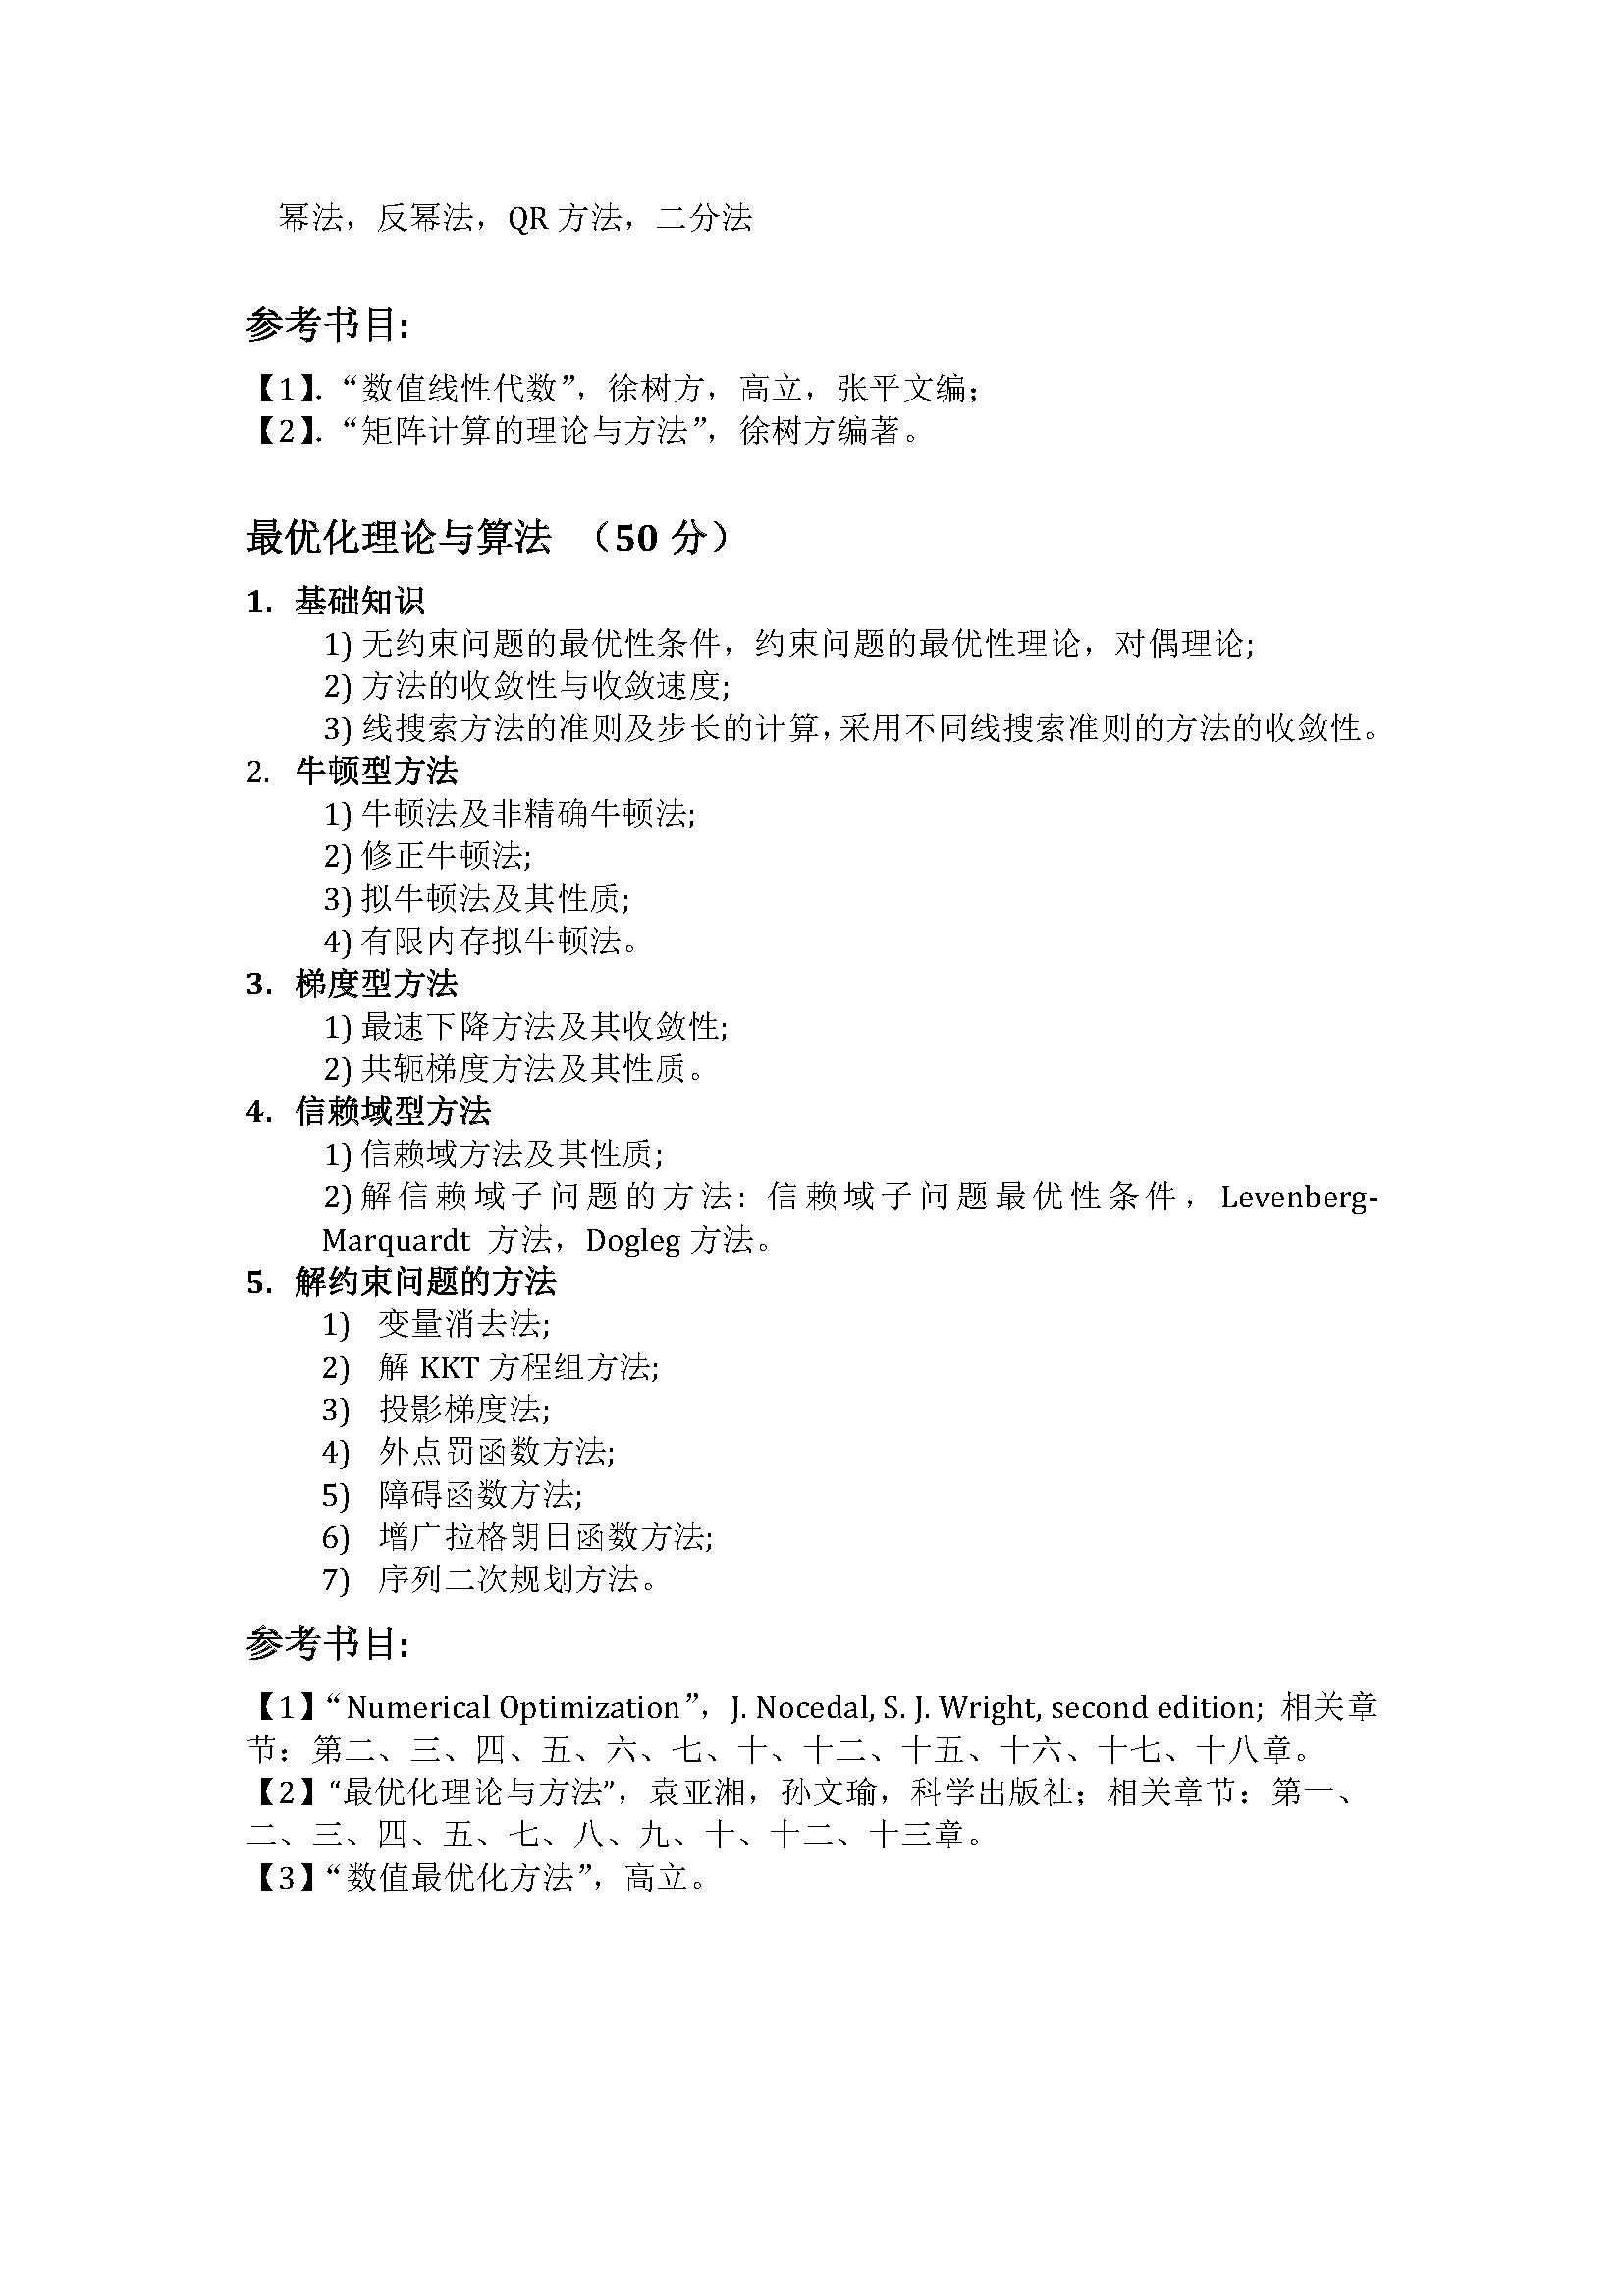 幂法，反幂法，QR 方法，二分法
参考书目:
【1】. “数值线性代数”，徐树方，高立，张平文编；
【2】. “矩阵计算的理论与方法”，徐树方编著。
最优化理论与算法 （50 分）
1. 基础知识
1) 无约束问题的最优性条件，约束问题的最优性理论，对偶理论;
2) 方法的收敛性与收敛速度;
3) 线搜索方法的准则及步长的计算，采用不同线搜索准则的方法的收敛性。
2. 牛顿型方法
1) 牛顿法及非精确牛顿法;
2) 修正牛顿法;
3) 拟牛顿法及其性质;
4) 有限内存拟牛顿法。
3. 梯度型方法
1) 最速下降方法及其收敛性;
2) 共轭梯度方法及其性质。
4. 信赖域型方法
1) 信赖域方法及其性质;
2) 解信赖域子问题的方法: 信赖域子问题最优性条件，Levenberg-
Marquardt 方法，Dogleg 方法。
5. 解约束问题的方法
1) 变量消去法;
2) 解 KKT 方程组方法;
3) 投影梯度法;
4) 外点罚函数方法;
5) 障碍函数方法;
6) 增广拉格朗日函数方法;
7) 序列二次规划方法。
参考书目:
【1】“Numerical Optimization”，J. Nocedal, S. J. Wright, second edition; 相关章
节：第二、三、四、五、六、七、十、十二、十五、十六、十七、十八章。
【2】“最优化理论与方法”，袁亚湘，孙文瑜，科学出版社；相关章节：第一、
二、三、四、五、七、八、九、十、十二、十三章。
【3】“数值最优化方法”，高立。